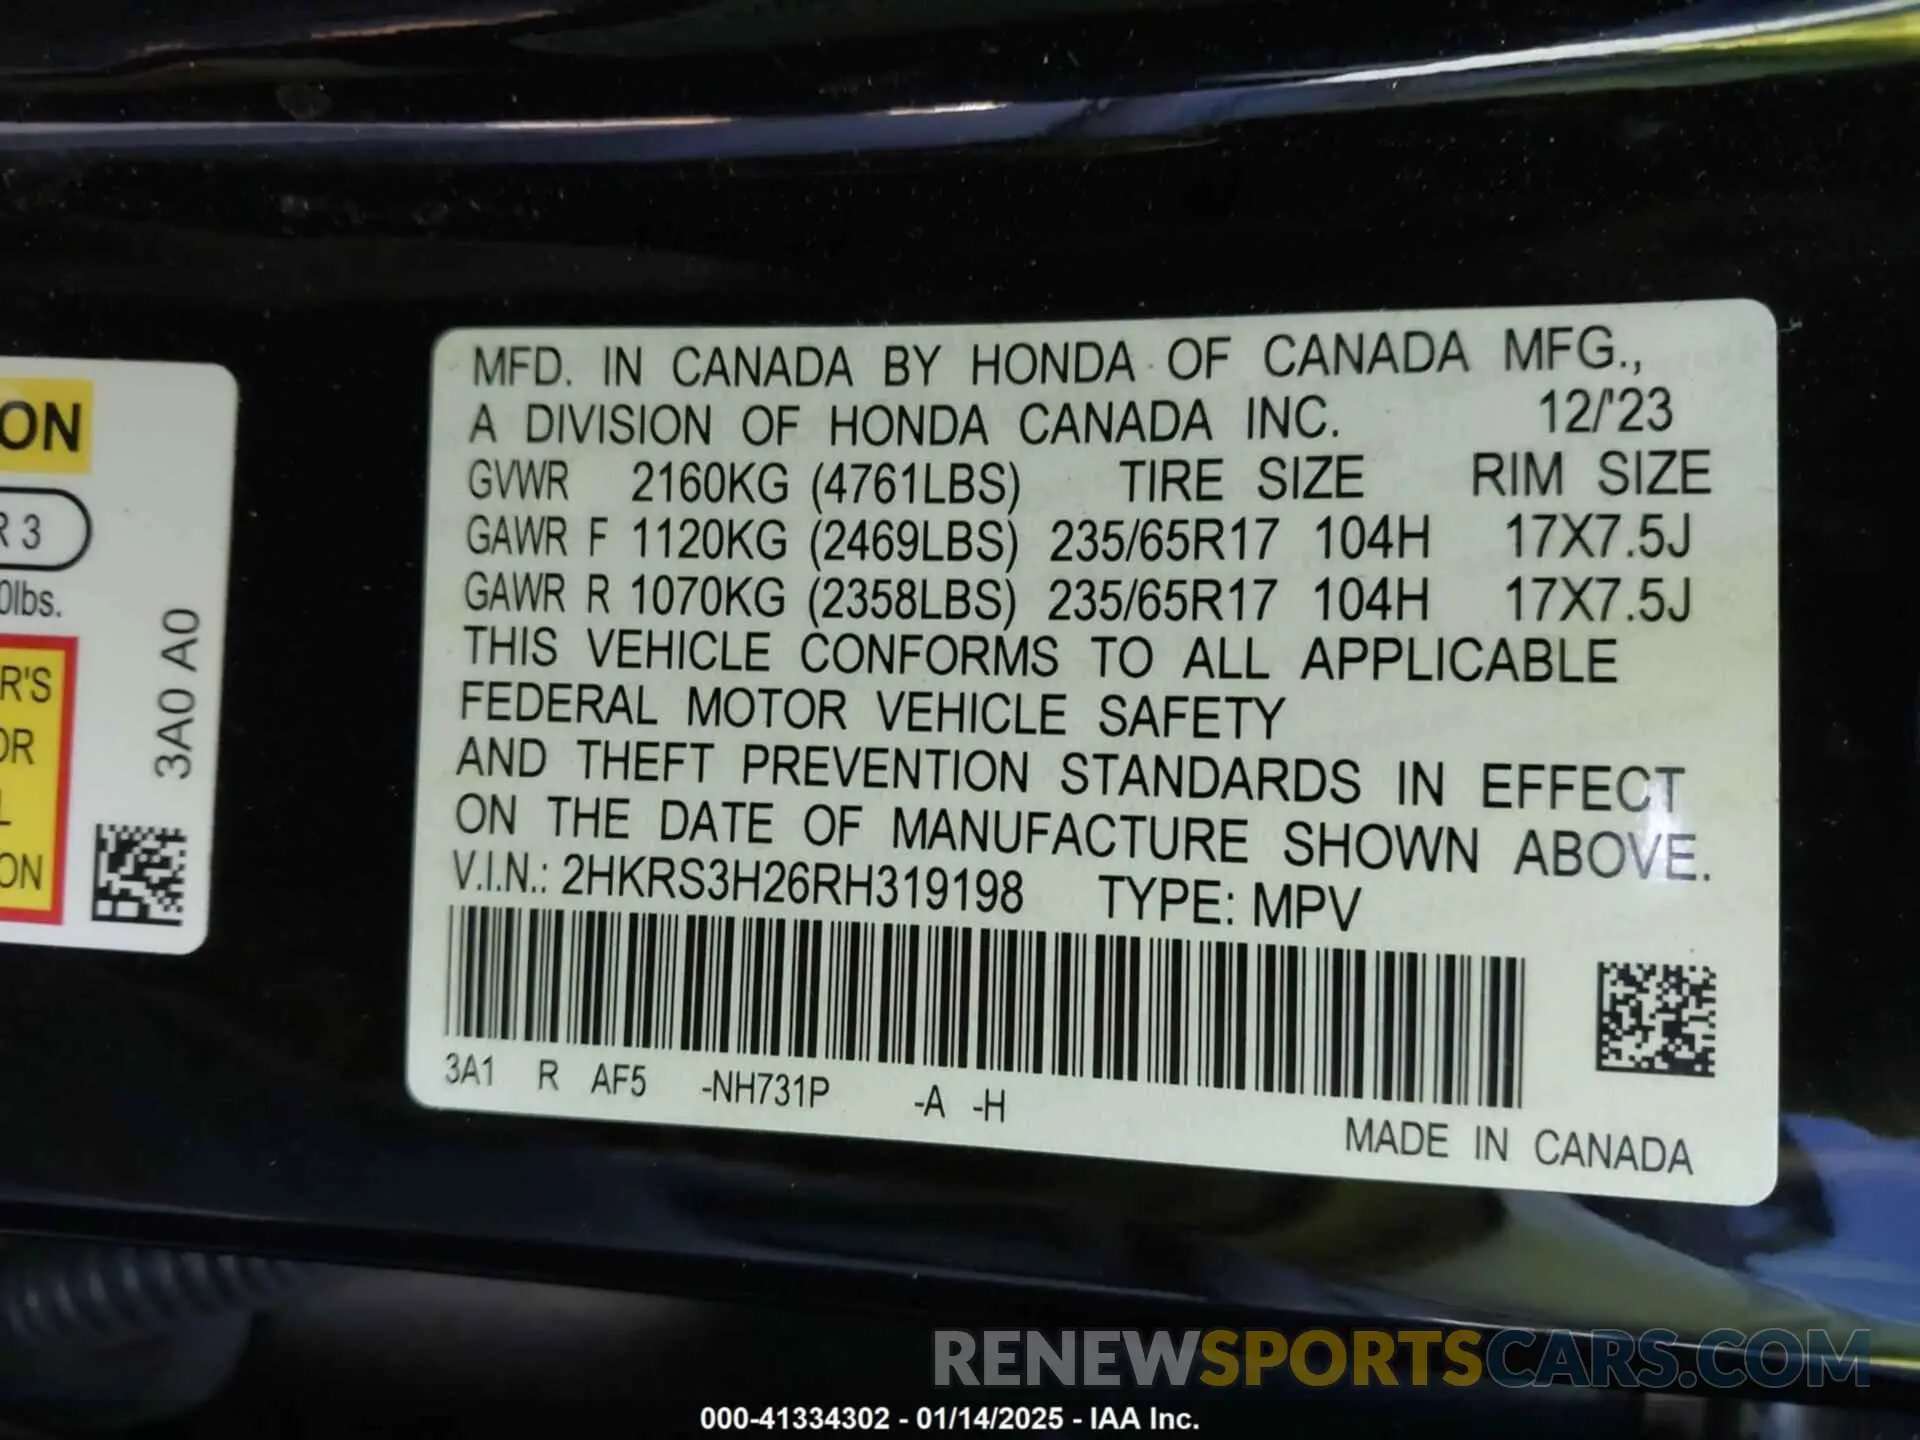 MFD. IN CANADA BY HONDA OF CANADA MFG.,
A DIVISION OF HONDA CANADA INC. 12/'23
GVWR 2160KG (4761LBS) TIRE SIZE RIM SIZE
GAWR F 1120KG (2469LBS) 235/65R17 104H 17X7.5J
GAWR R 1070KG (2358LBS) 235/65R17 104H 17X7.5J
THIS VEHICLE CONFORMS TO ALL APPLICABLE
FEDERAL MOTOR VEHICLE SAFETY
AND THEFT PREVENTION STANDARDS IN EFFECT
ON THE DATE OF MANUFACTURE SHOWN ABOVE.
V.I.N.: 2HKRS3H26RH319198 TYPE: MPV
3A1 R AF5 -NH731P -A -H
MADE IN CANADA
ON
R 3
0lbs.
R'S
OR
L
ON
3A0 A0
RENEWSPORTSCARS.COM
000-41334302 - 01/14/2025 - IAA Inc.